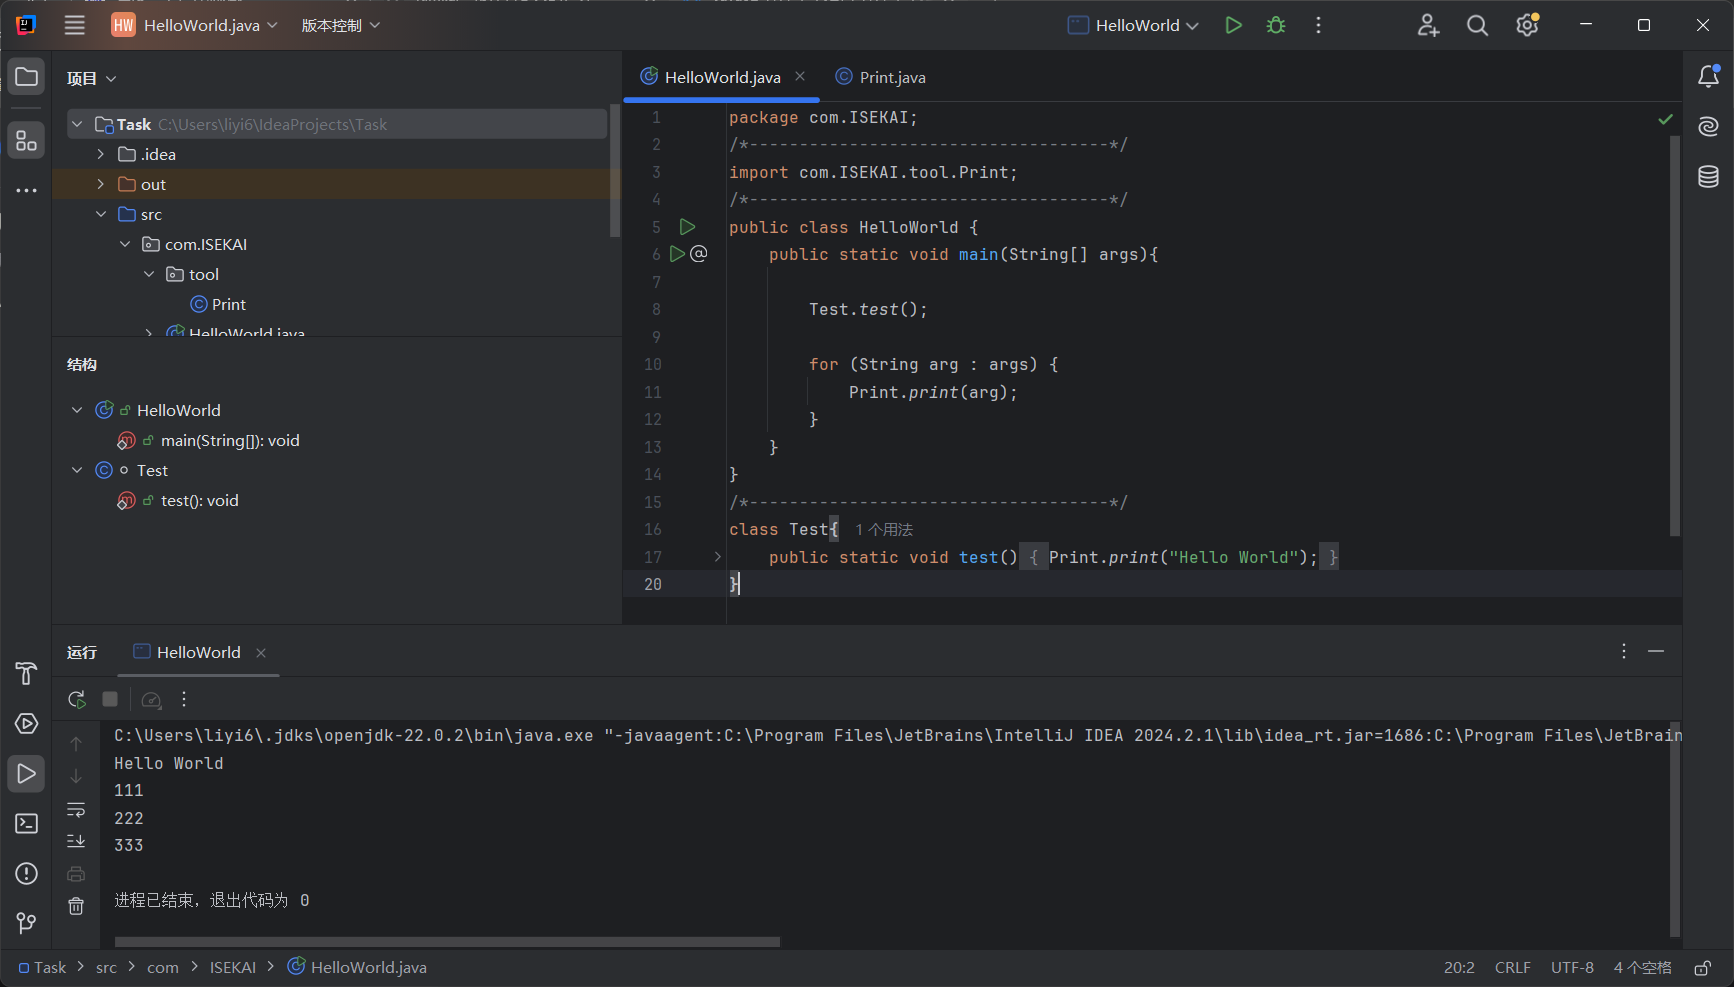 HW HelloWorld.java 版本控制 HelloWorld
项目
Task C:\Users\liyi6\IdeaProjects\Task
.idea
out
src
com.ISEKAI
tool
Print
HelloWorld.java
结构
HelloWorld
main(String[]): void
Test
test(): void
HelloWorld.java Print.java
1 package com.ISEKAI;
2 /*------------------------------------*/
3 import com.ISEKAI.tool.Print;
4 /*------------------------------------*/
5 public class HelloWorld {
6 public static void main(String[] args){
7
8 Test.test();
9
10 for (String arg : args) {
11 Print.print(arg);
12 }
13 }
14 }
15 /*------------------------------------*/
16 class Test{ 1 个用法
17 public static void test() { Print.print("Hello World"); }
20 }
运行 HelloWorld
C:\Users\liyi6\.jdks\openjdk-22.0.2\bin\java.exe "-javaagent:C:\Program Files\JetBrains\IntelliJ IDEA 2024.2.1\lib\idea_rt.jar=1686:C:\Program Files\JetBrain
Hello World
111
222
333
进程已结束，退出代码为 0
Task > src > com > ISEKAI > HelloWorld.java 20:2 CRLF UTF-8 4 个空格